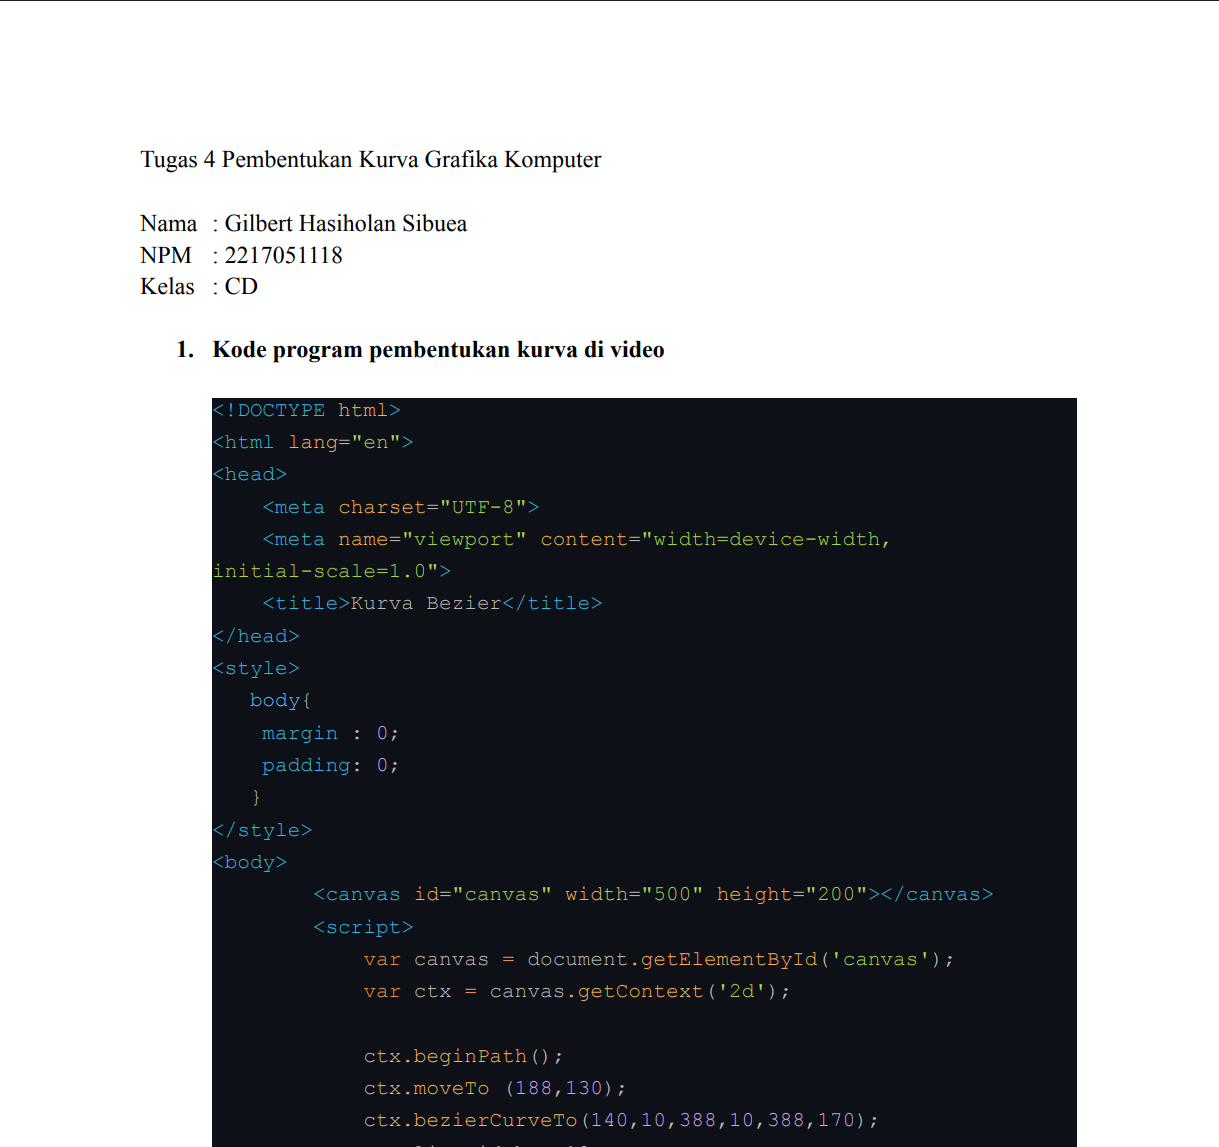 Tugas 4 Pembentukan Kurva Grafika Komputer
Nama : Gilbert Hasiholan Sibuea
NPM : 2217051118
Kelas : CD
1. Kode program pembentukan kurva di video
<!DOCTYPE html>
<html lang="en">
<head>
    <meta charset="UTF-8">
    <meta name="viewport" content="width=device-width,
initial-scale=1.0">
    <title>Kurva Bezier</title>
</head>
<style>
   body{
    margin : 0;
    padding: 0;
   }
</style>
<body>
        <canvas id="canvas" width="500" height="200"></canvas>
        <script>
            var canvas = document.getElementById('canvas');
            var ctx = canvas.getContext('2d');
            ctx.beginPath();
            ctx.moveTo (188,130);
            ctx.bezierCurveTo(140,10,388,10,388,170);